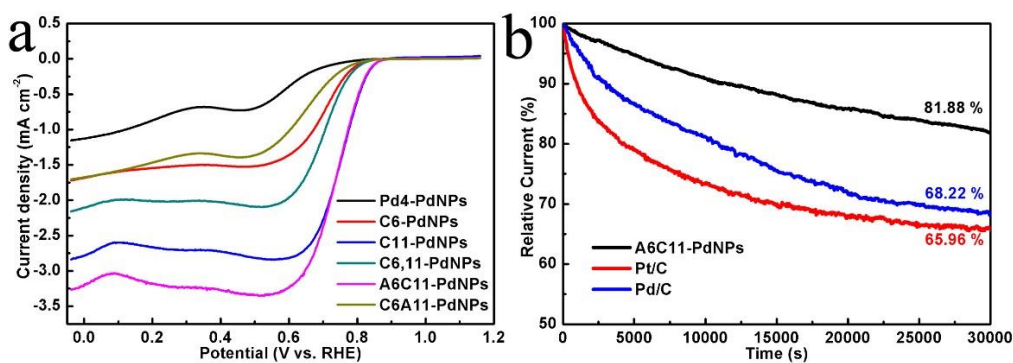 a
Current density (mA cm-2)
0.5
0.0
-0.5
-1.0
-1.5
-2.0
-2.5
-3.0
-3.5
Pd4-PdNPs
C6-PdNPs
C11-PdNPs
C6,11-PdNPs
A6C11-PdNPs
C6A11-PdNPs
0.0 0.2 0.4 0.6 0.8 1.0 1.2
Potential (V vs. RHE)
b
Relative Current (%)
100
90
80
70
60
50
81.88 %
68.22 %
65.96 %
A6C11-PdNPs
Pt/C
Pd/C
0 5000 10000 15000 20000 25000 30000
Time (s)